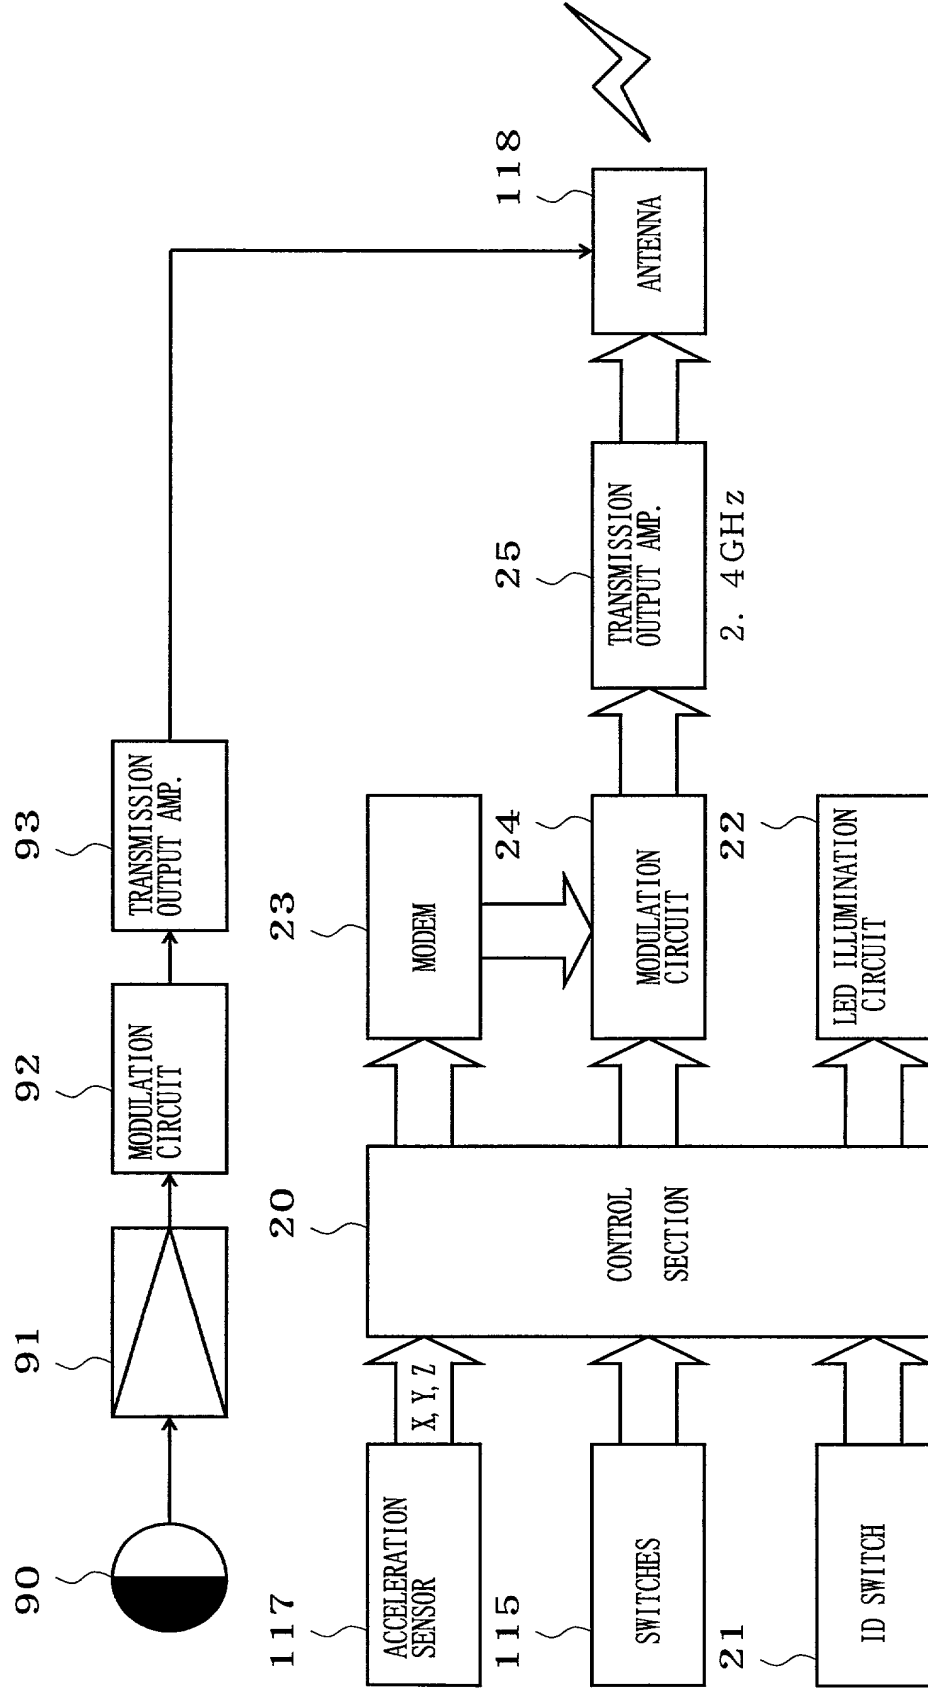 90
91
92
MODULATION
CIRCUIT
93
TRANSMISSION
OUTPUT AMP.
117
ACCELERATION
SENSOR
X, Y, Z
20
CONTROL
SECTION
23
MODEM
115
SWITCHES
24
MODULATION
CIRCUIT
25
TRANSMISSION
OUTPUT AMP.
2. 4GHz
118
ANTENNA
21
ID SWITCH
22
LED ILLUMINATION
CIRCUIT